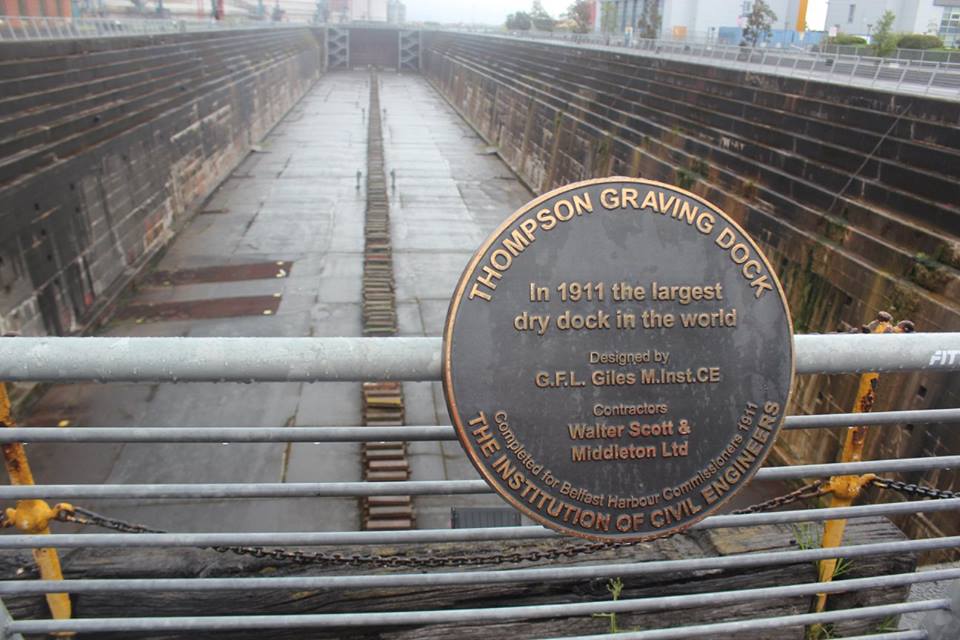 THOMPSON GRAVING DOCK
In 1911 the largest
dry dock in the world
Designed by
G.F.L. Giles M.Inst.CE
Contractors
Walter Scott &
Middleton Ltd
Completed for Belfast Harbour Commissioners 1911
THE INSTITUTION OF CIVIL ENGINEERS
FIT